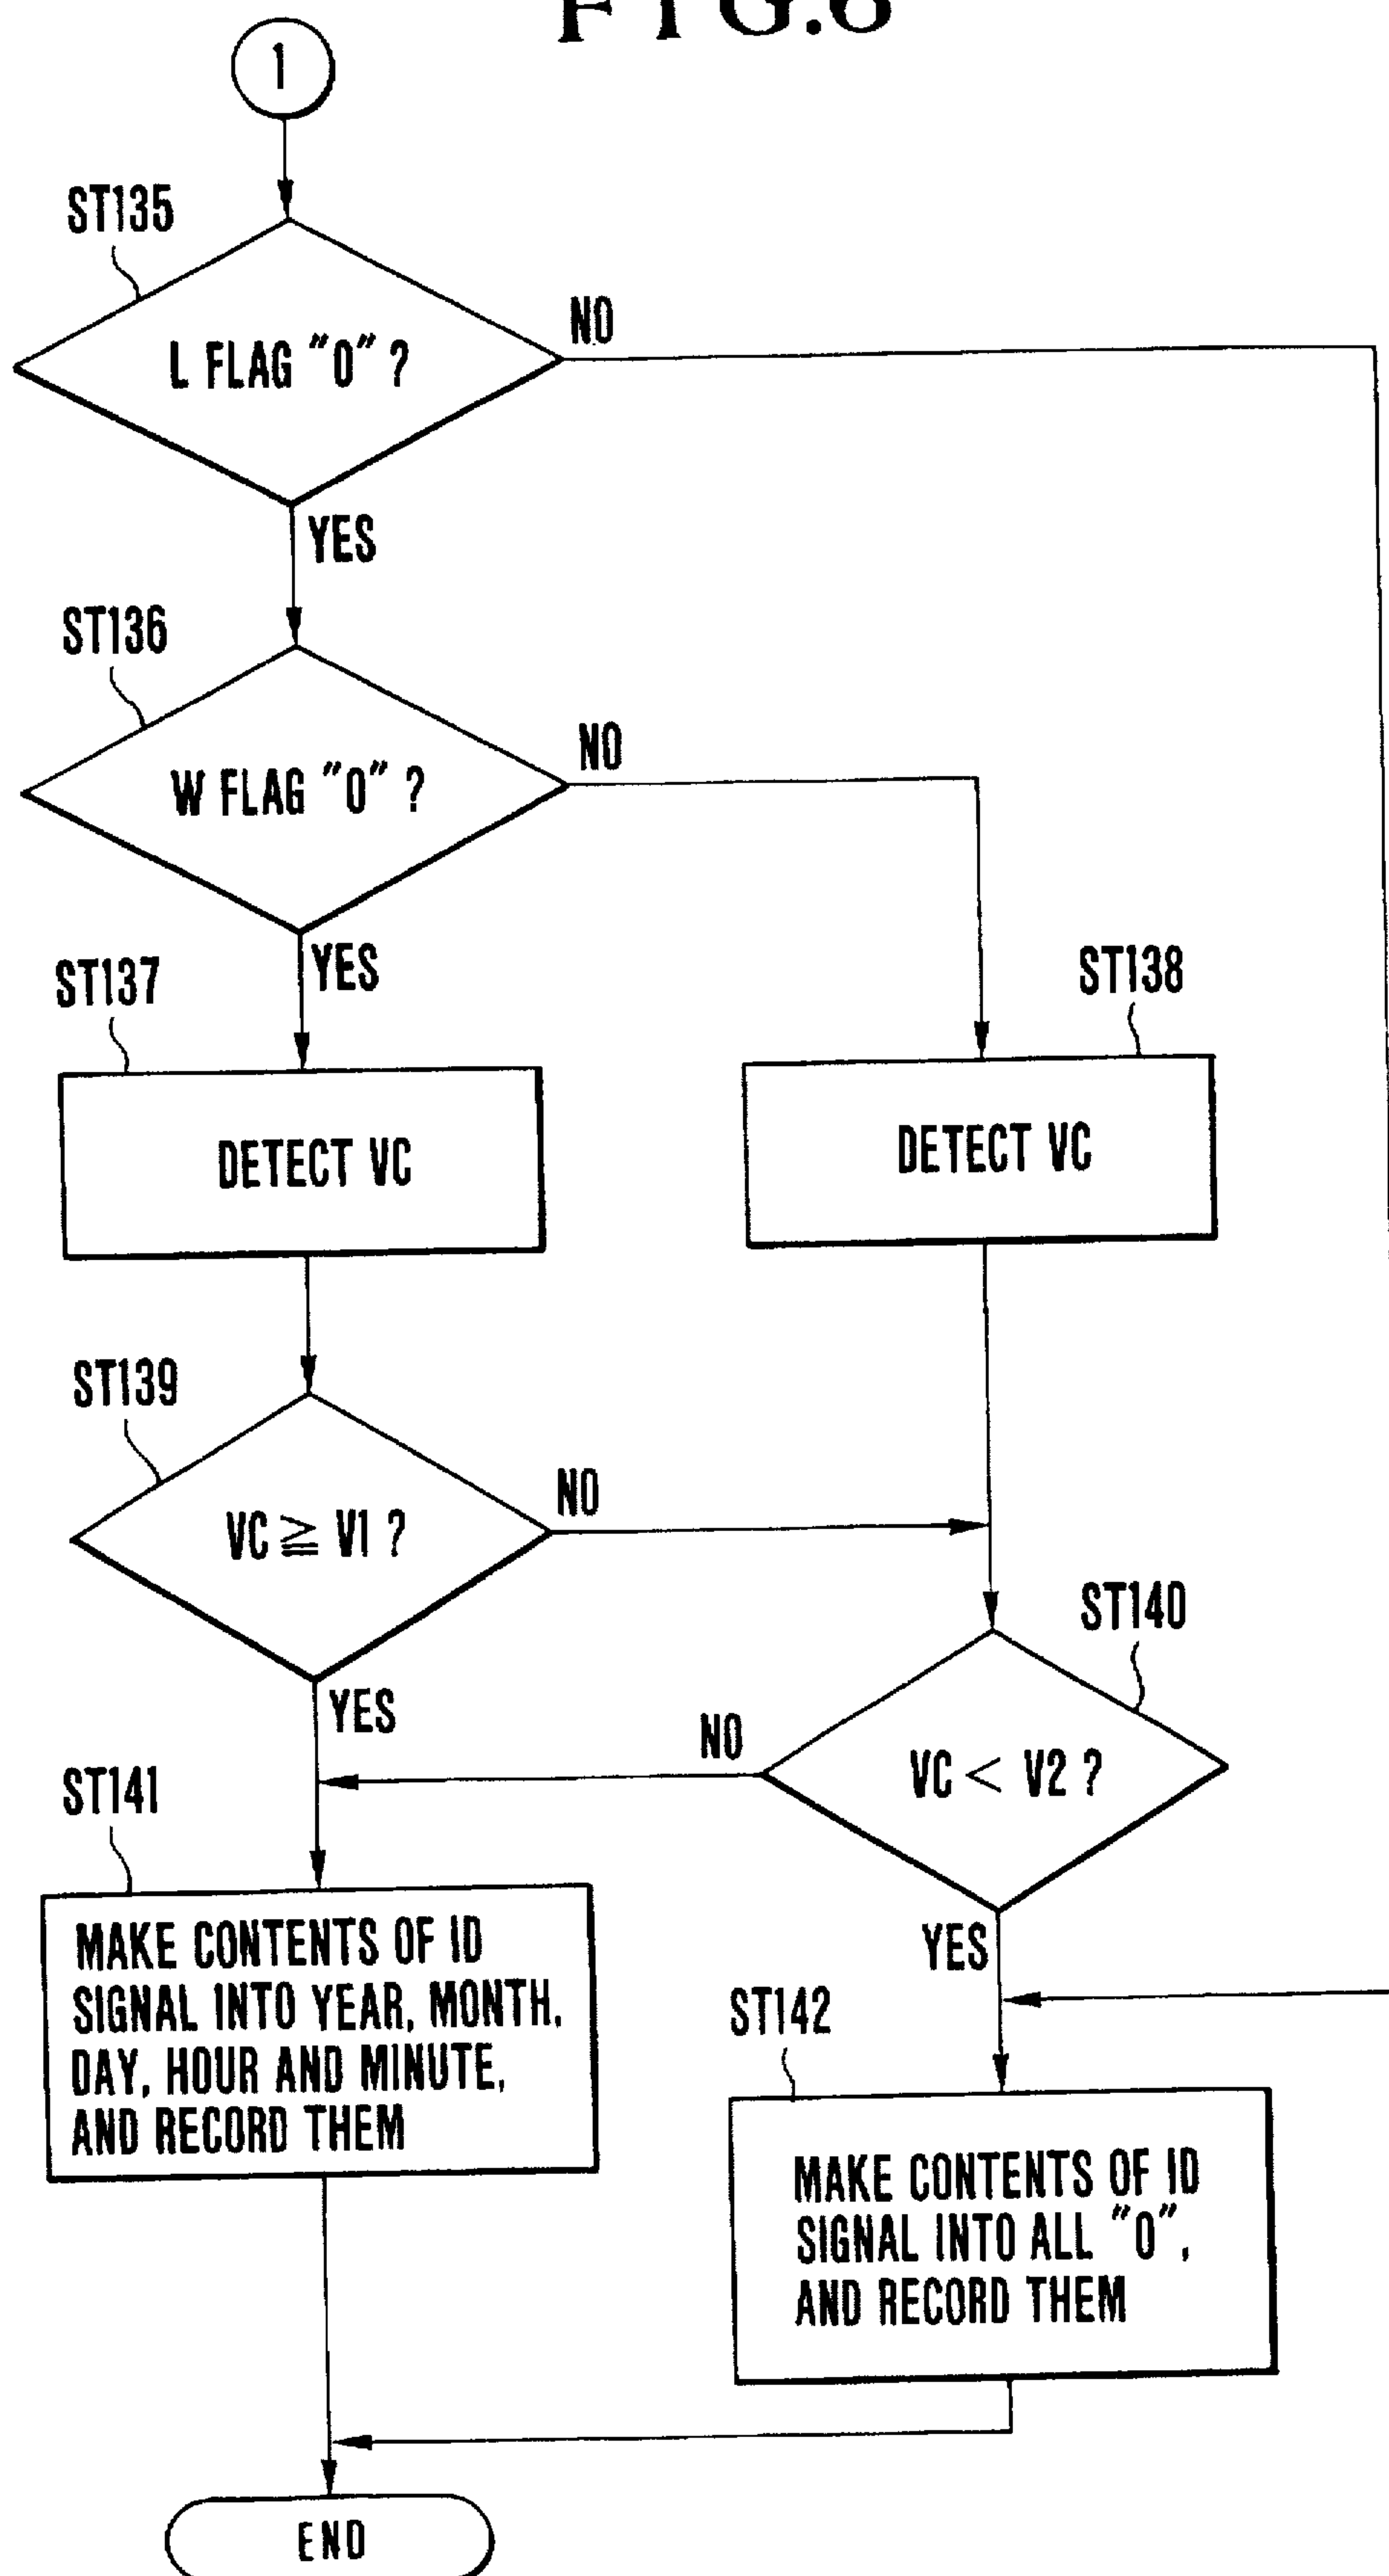 FIG.6
1
ST135
L FLAG "0" ?
NO
YES
ST136
W FLAG "0" ?
NO
YES
ST137
ST138
DETECT VC
DETECT VC
ST139
VC ≧ V1 ?
NO
YES
ST140
VC < V2 ?
NO
YES
ST141
MAKE CONTENTS OF ID
SIGNAL INTO YEAR, MONTH,
DAY, HOUR AND MINUTE,
AND RECORD THEM
ST142
MAKE CONTENTS OF ID
SIGNAL INTO ALL "0",
AND RECORD THEM
END